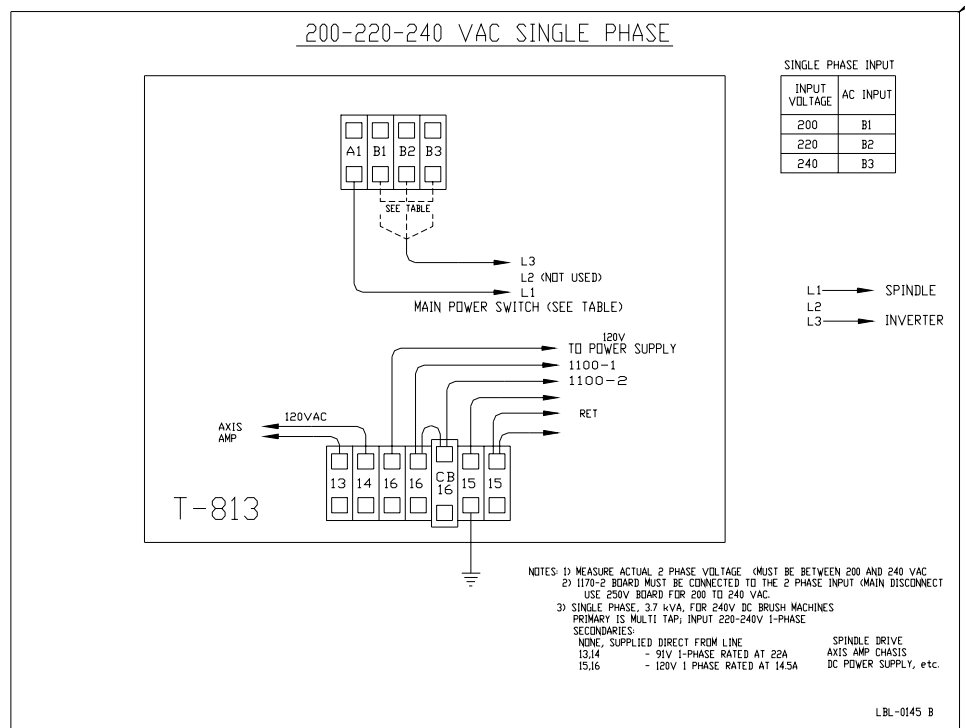 200-220-240 VAC SINGLE PHASE
SINGLE PHASE INPUT
INPUT VOLTAGE AC INPUT
200 B1
220 B2
240 B3
A1 B1 B2 B3
SEE TABLE
L3
L2 (NOT USED)
L1
MAIN POWER SWITCH (SEE TABLE)
L1 SPINDLE
L2
L3 INVERTER
120V
TO POWER SUPPLY
1100-1
1100-2
RET
120VAC
AXIS
AMP
13 14 16 16 CB 16 15 15
T-813
NOTES: 1) MEASURE ACTUAL 2 PHASE VOLTAGE (MUST BE BETWEEN 200 AND 240 VAC
2) 1170-2 BOARD MUST BE CONNECTED TO THE 2 PHASE INPUT (MAIN DISCONNECT
USE 250V BOARD FOR 200 TO 240 VAC.
3) SINGLE PHASE, 3.7 kVA, FOR 240V DC BRUSH MACHINES
PRIMARY IS MULTI TAP; INPUT 220-240V 1-PHASE
SECONDARIES:
NONE, SUPPLIED DIRECT FROM LINE SPINDLE DRIVE
13,14 - 91V 1-PHASE RATED AT 22A AXIS AMP CHASIS
15,16 - 120V 1 PHASE RATED AT 14.5A DC POWER SUPPLY, etc.
LBL-0145 B